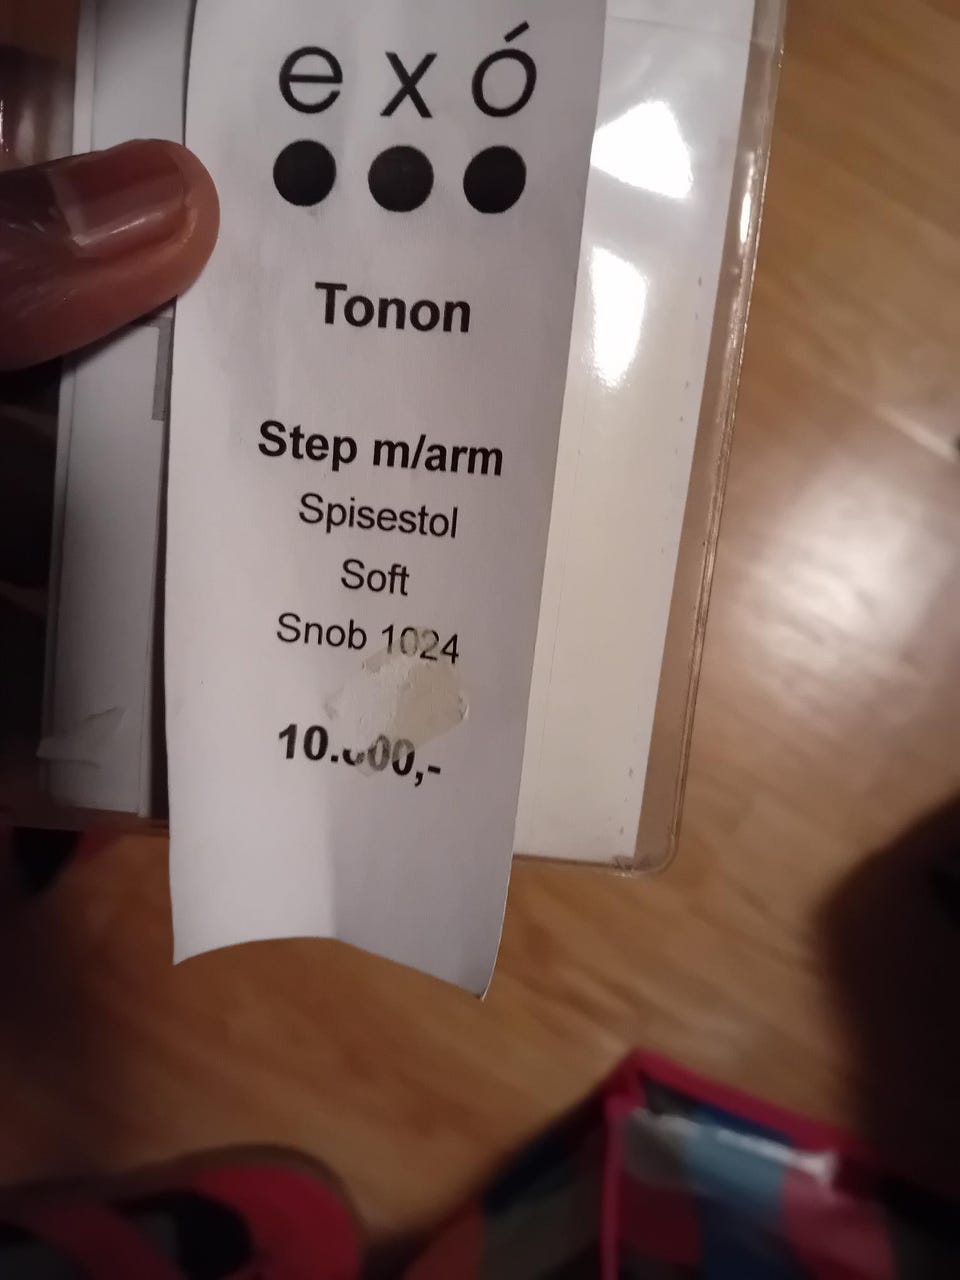 exó
Tonon
Step m/arm
Spisestol
Soft
Snob 1024